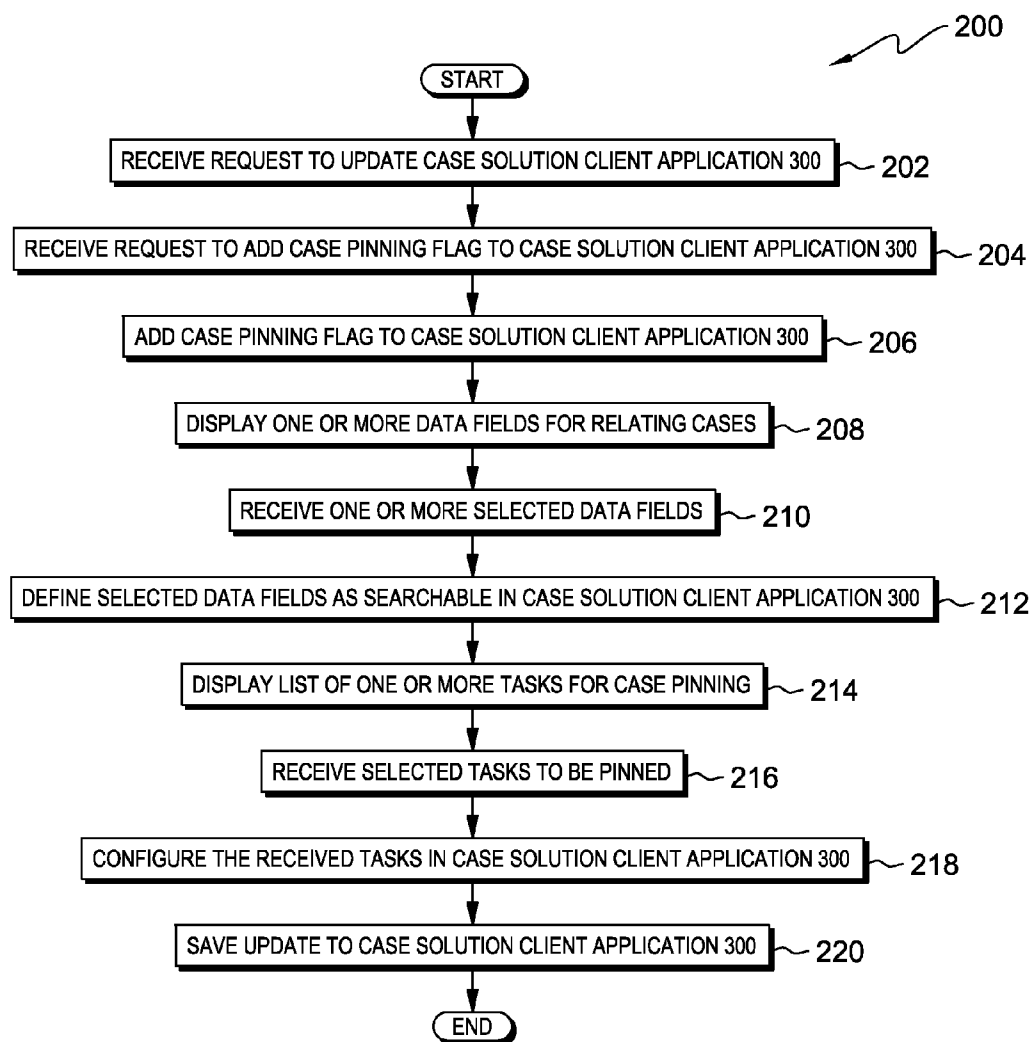 200
START
RECEIVE REQUEST TO UPDATE CASE SOLUTION CLIENT APPLICATION 300
202
RECEIVE REQUEST TO ADD CASE PINNING FLAG TO CASE SOLUTION CLIENT APPLICATION 300
204
ADD CASE PINNING FLAG TO CASE SOLUTION CLIENT APPLICATION 300
206
DISPLAY ONE OR MORE DATA FIELDS FOR RELATING CASES
208
RECEIVE ONE OR MORE SELECTED DATA FIELDS
210
DEFINE SELECTED DATA FIELDS AS SEARCHABLE IN CASE SOLUTION CLIENT APPLICATION 300
212
DISPLAY LIST OF ONE OR MORE TASKS FOR CASE PINNING
214
RECEIVE SELECTED TASKS TO BE PINNED
216
CONFIGURE THE RECEIVED TASKS IN CASE SOLUTION CLIENT APPLICATION 300
218
SAVE UPDATE TO CASE SOLUTION CLIENT APPLICATION 300
220
END